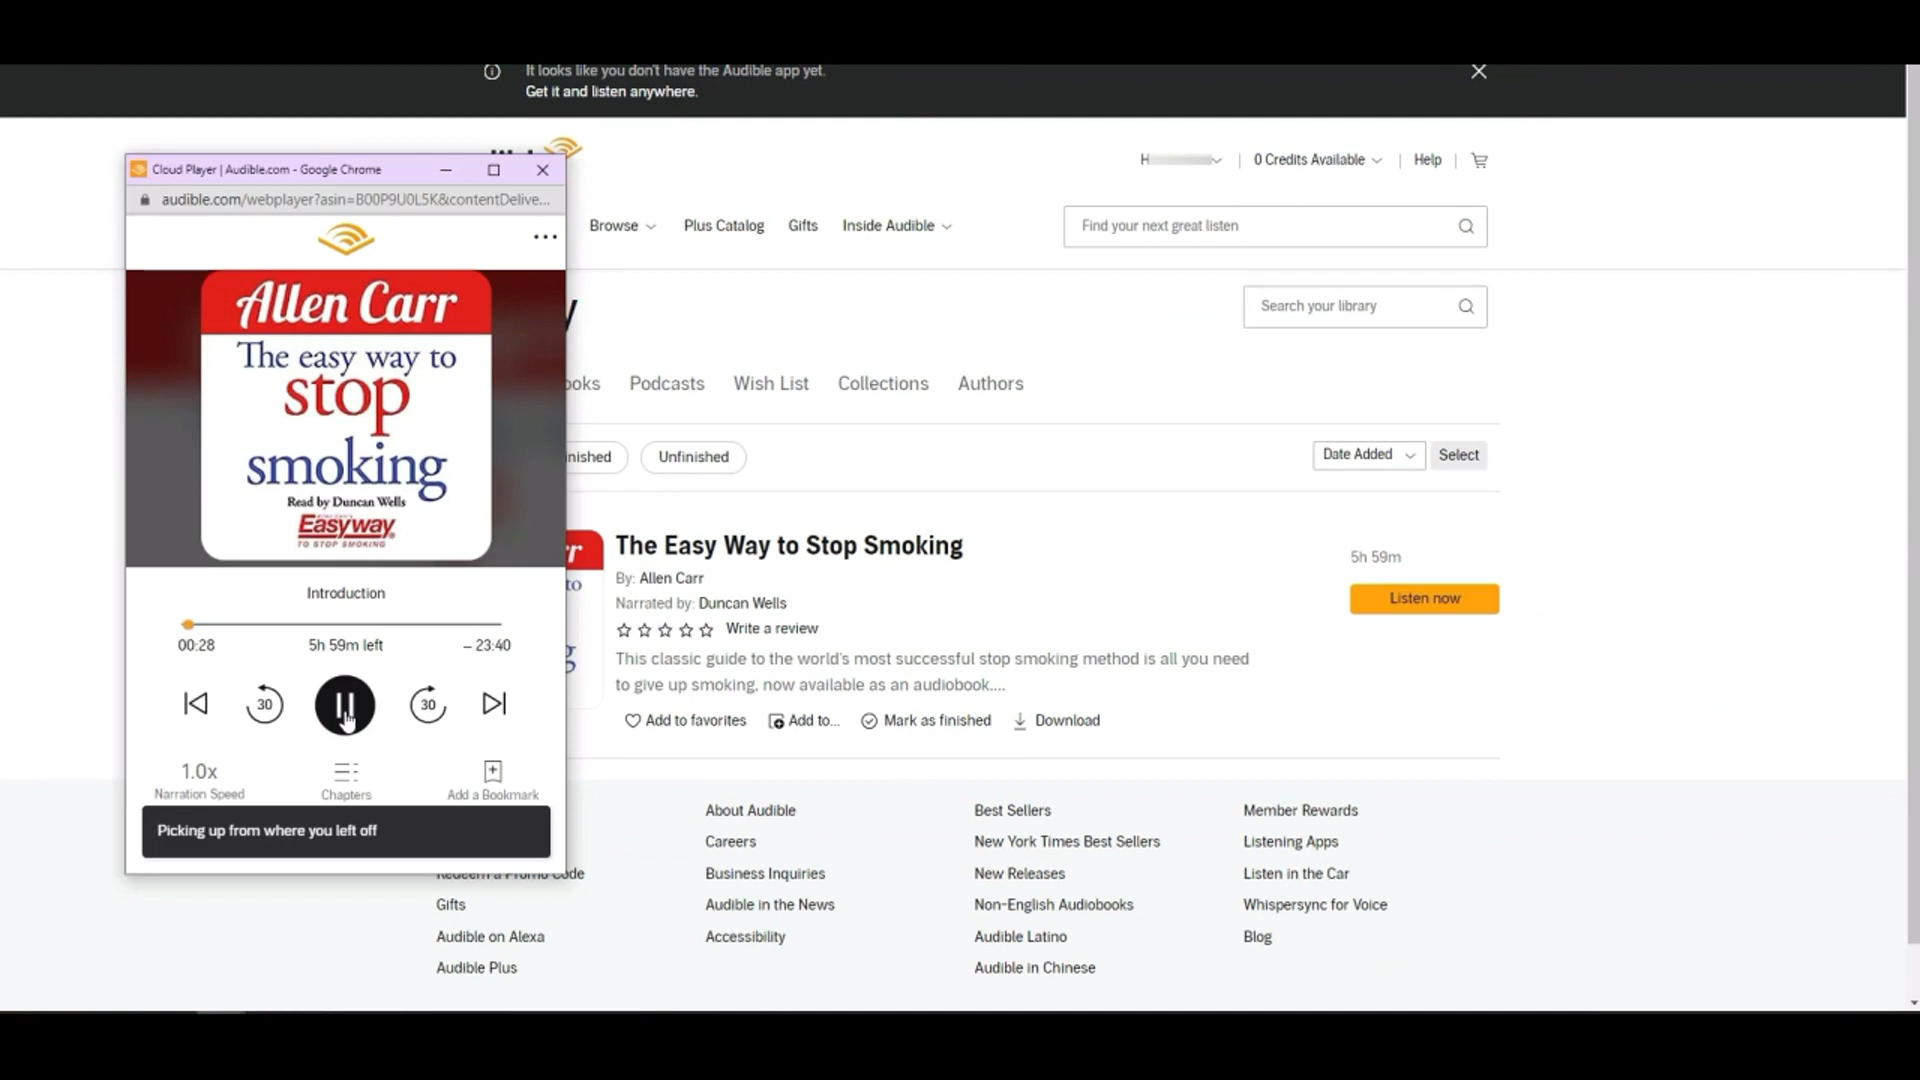 It looks like you don't have the Audible app yet.
Get it and listen anywhere.
Cloud Player | Audible.com - Google Chrome
audible.com/webplayer?asin=B00P9U0L5K&contentDelive...
H
0 Credits Available
Help
Browse
Plus Catalog
Gifts
Inside Audible
Find your next great listen
Search your library
Podcasts
Wish List
Collections
Authors
Unfinished
Date Added
Select
Allen Carr
The easy way to
stop
smoking
Read by Duncan Wells
Easyway
TO STOP SMOKING
Introduction
00:28
5h 59m left
– 23:40
30
30
1.0x
Narration Speed
Chapters
Add a Bookmark
Picking up from where you left off
The Easy Way to Stop Smoking
By: Allen Carr
Narrated by: Duncan Wells
Write a review
This classic guide to the world's most successful stop smoking method is all you need
to give up smoking, now available as an audiobook....
Add to favorites
Add to...
Mark as finished
Download
5h 59m
Listen now
Redeem a Promo Code
Gifts
Audible on Alexa
Audible Plus
About Audible
Careers
Business Inquiries
Audible in the News
Accessibility
Best Sellers
New York Times Best Sellers
New Releases
Non-English Audiobooks
Audible Latino
Audible in Chinese
Member Rewards
Listening Apps
Listen in the Car
Whispersync for Voice
Blog